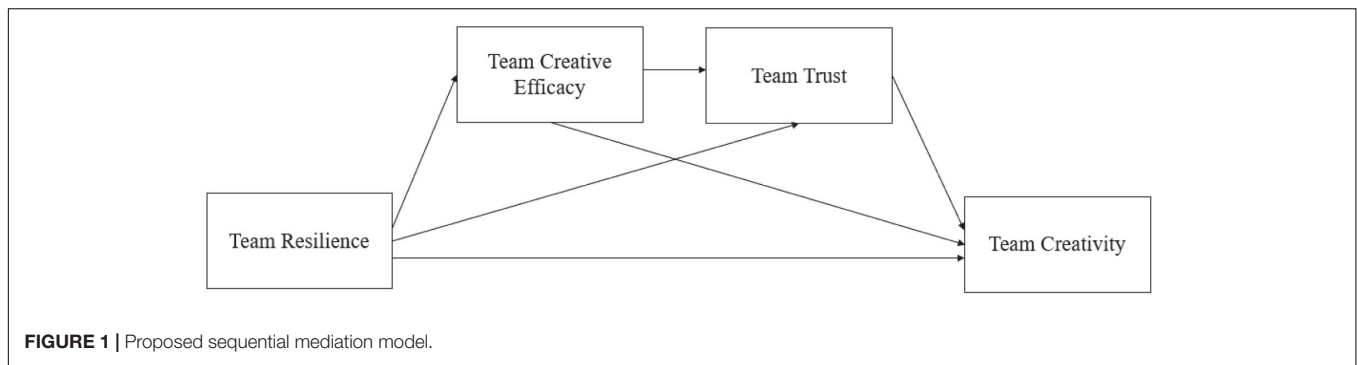 Team Creative
Efficacy
Team Trust
Team Resilience
Team Creativity
FIGURE 1 | Proposed sequential mediation model.